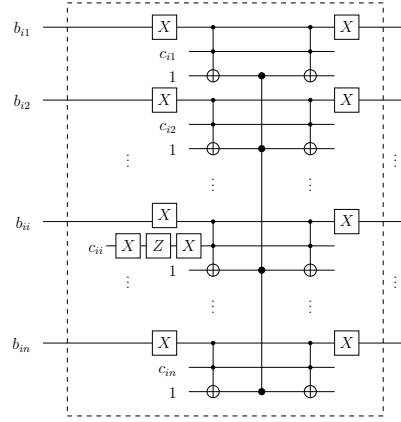 b_{i1} X X
c_{i1}
1
b_{i2} X X
c_{i2}
⋮ 1 ⋮
⋮ ⋮
b_{ii} X X
c_{ii} X Z X
⋮ 1 ⋮
⋮ ⋮
b_{in} X X
c_{in}
1